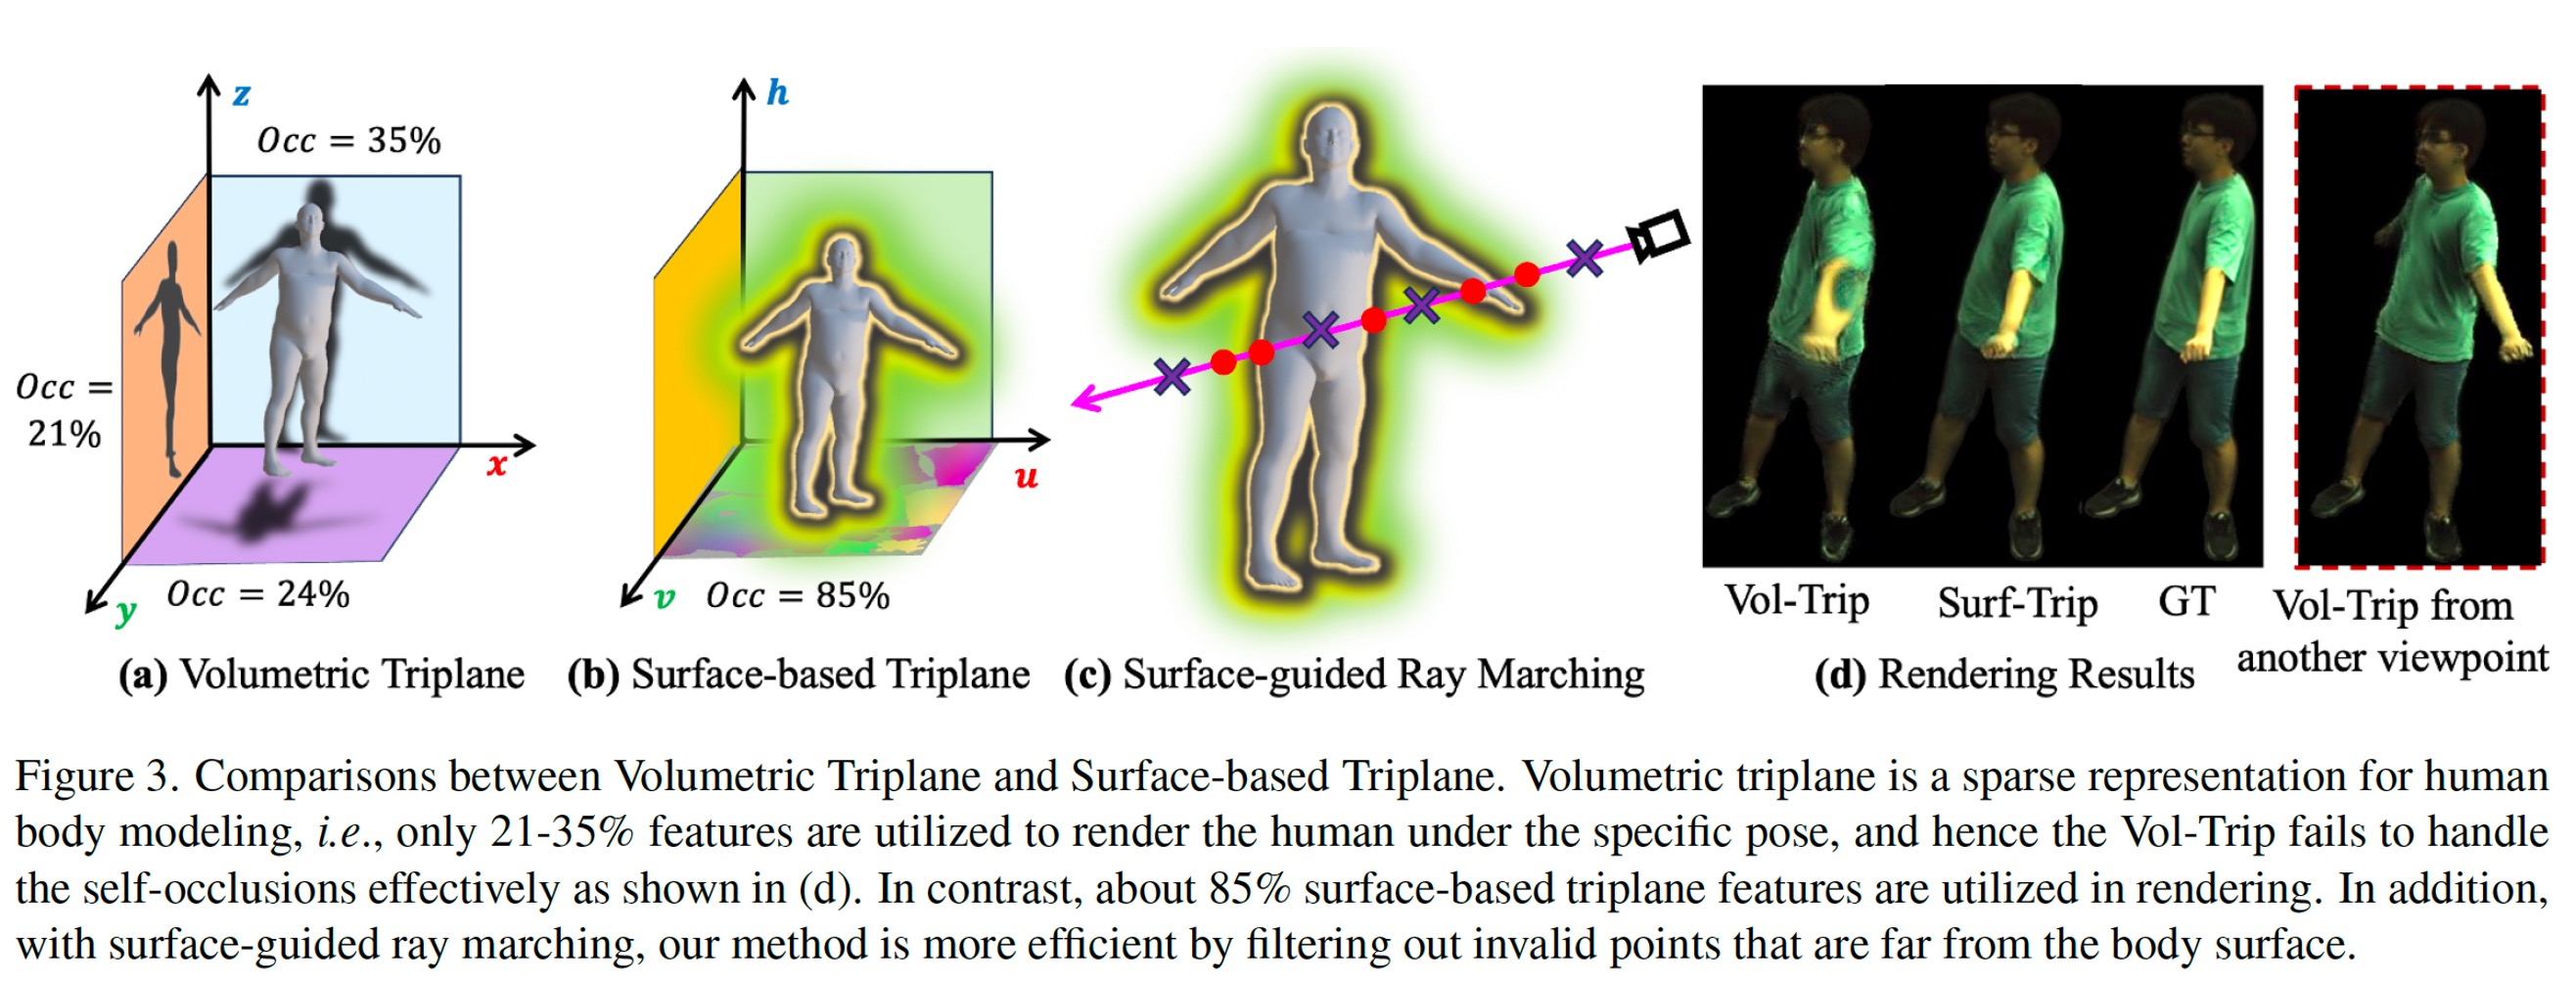 z
Occ = 35%
Occ =
21%
x
y
Occ = 24%
(a) Volumetric Triplane
h
u
v
Occ = 85%
(b) Surface-based Triplane
(c) Surface-guided Ray Marching
Vol-Trip
Surf-Trip
GT
Vol-Trip from
another viewpoint
(d) Rendering Results
Figure 3. Comparisons between Volumetric Triplane and Surface-based Triplane. Volumetric triplane is a sparse representation for human
body modeling, i.e., only 21-35% features are utilized to render the human under the specific pose, and hence the Vol-Trip fails to handle
the self-occlusions effectively as shown in (d). In contrast, about 85% surface-based triplane features are utilized in rendering. In addition,
with surface-guided ray marching, our method is more efficient by filtering out invalid points that are far from the body surface.